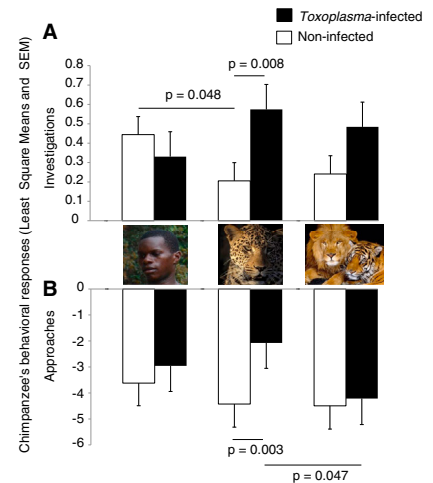 Toxoplasma-infected
Non-infected
A
Chimpanzee's behavioral responses (Least Square Means and SEM)
Investigations
0.8
0.7
0.6
0.5
0.4
0.3
0.2
0.1
0
p = 0.048
p = 0.008
B
Approaches
0
-1
-2
-3
-4
-5
-6
p = 0.003
p = 0.047